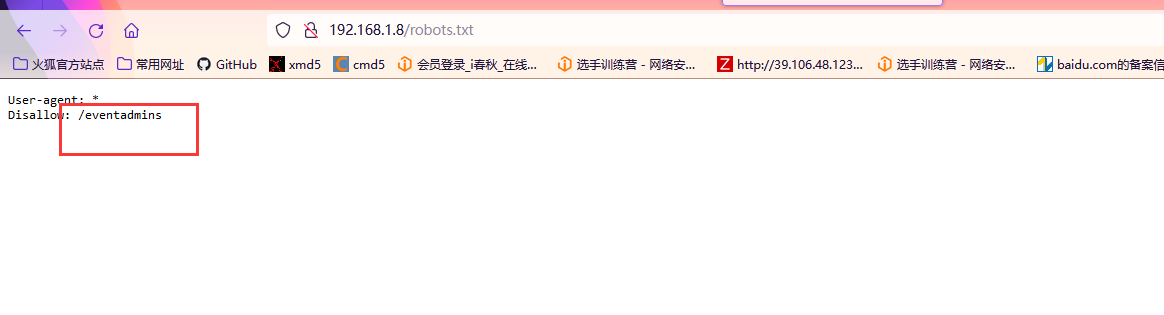 192.168.1.8/robots.txt
火狐官方站点 常用网址 GitHub xmd5 cmd5 会员登录_i春秋_在线... 选手训练营 - 网络安... http://39.106.48.123... 选手训练营 - 网络安... baidu.com的备案信
User-agent: *
Disallow: /eventadmins